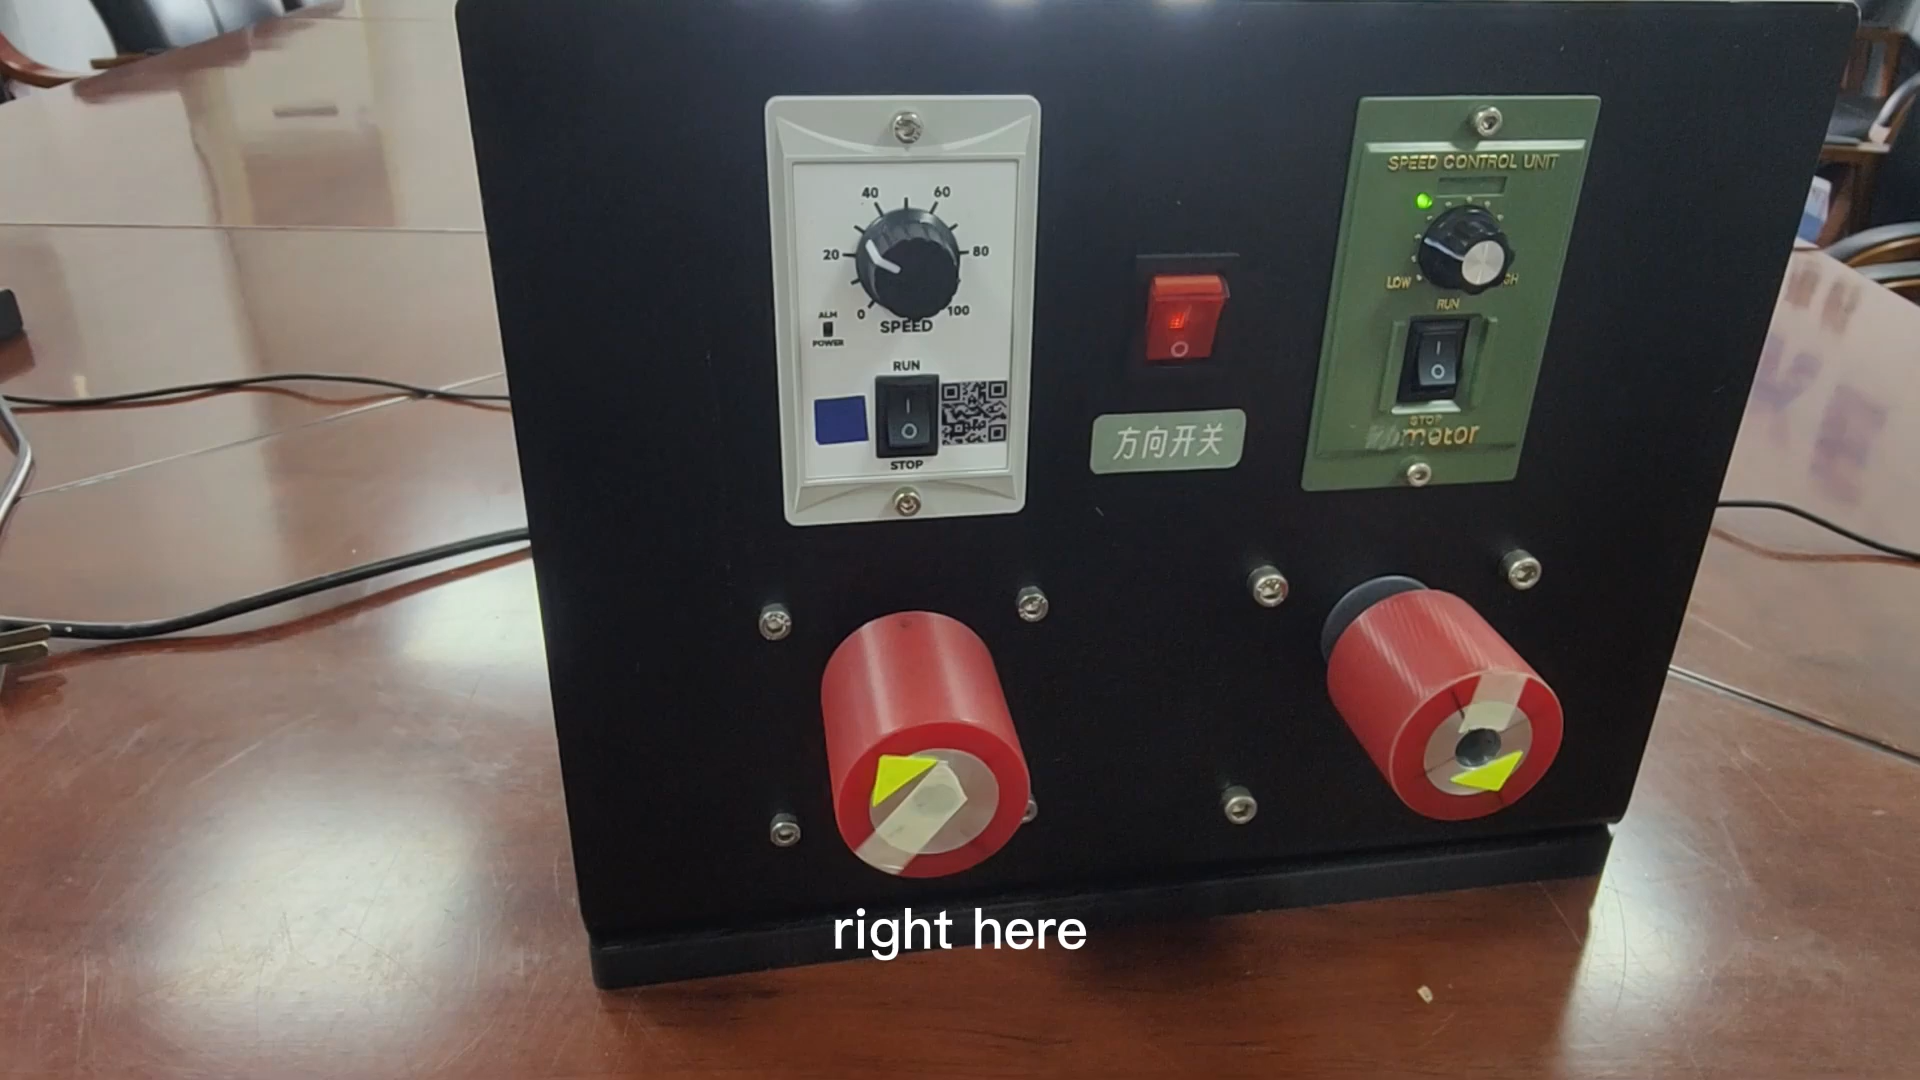 40 60
20 80
0 100
SPEED
ALM
POWER
RUN
STOP
方向开关
SPEED CONTROL UNIT
LOW
RUN
STOP
motor
right here